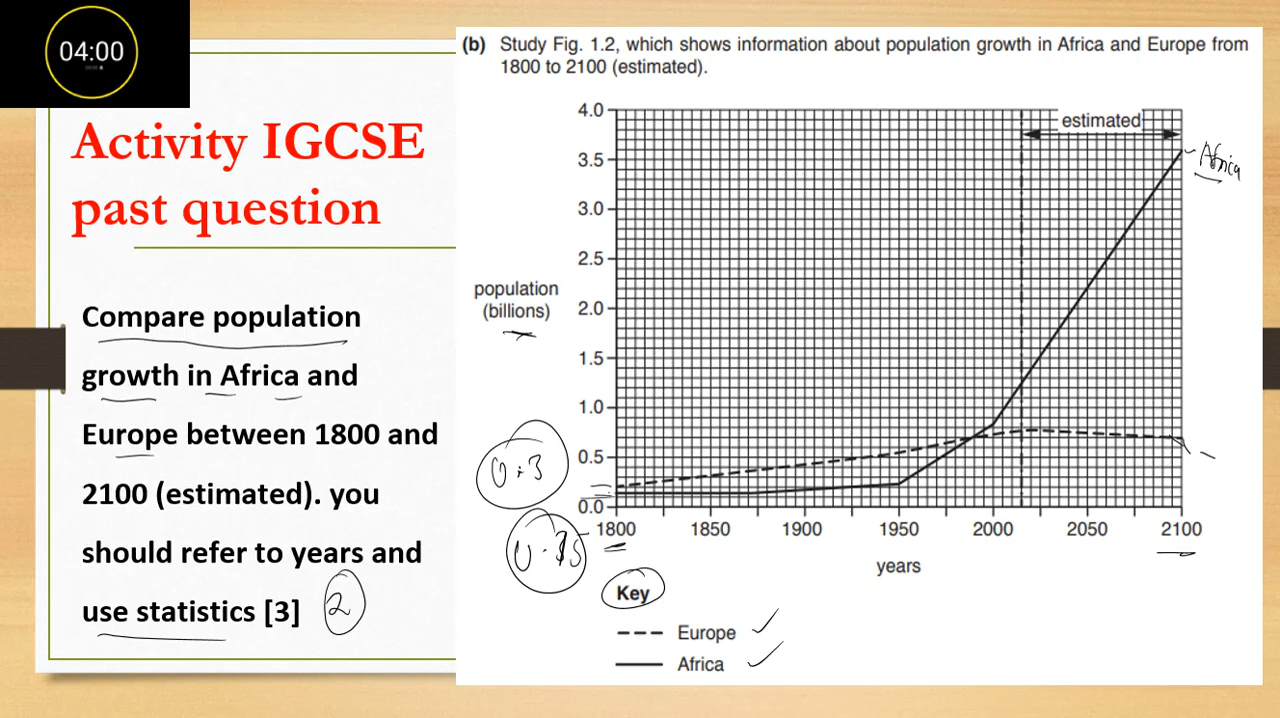 04:00
Activity IGCSE
past question
Compare population
growth in Africa and
Europe between 1800 and
2100 (estimated). you
should refer to years and
use statistics [3]
2
(b) Study Fig. 1.2, which shows information about population growth in Africa and Europe from
1800 to 2100 (estimated).
4.0
3.5
3.0
2.5
2.0
1.5
1.0
0.5
0.0
population
(billions)
estimated
Africa
0.3
1800 1850 1900 1950 2000 2050 2100
years
Key
Europe
Africa